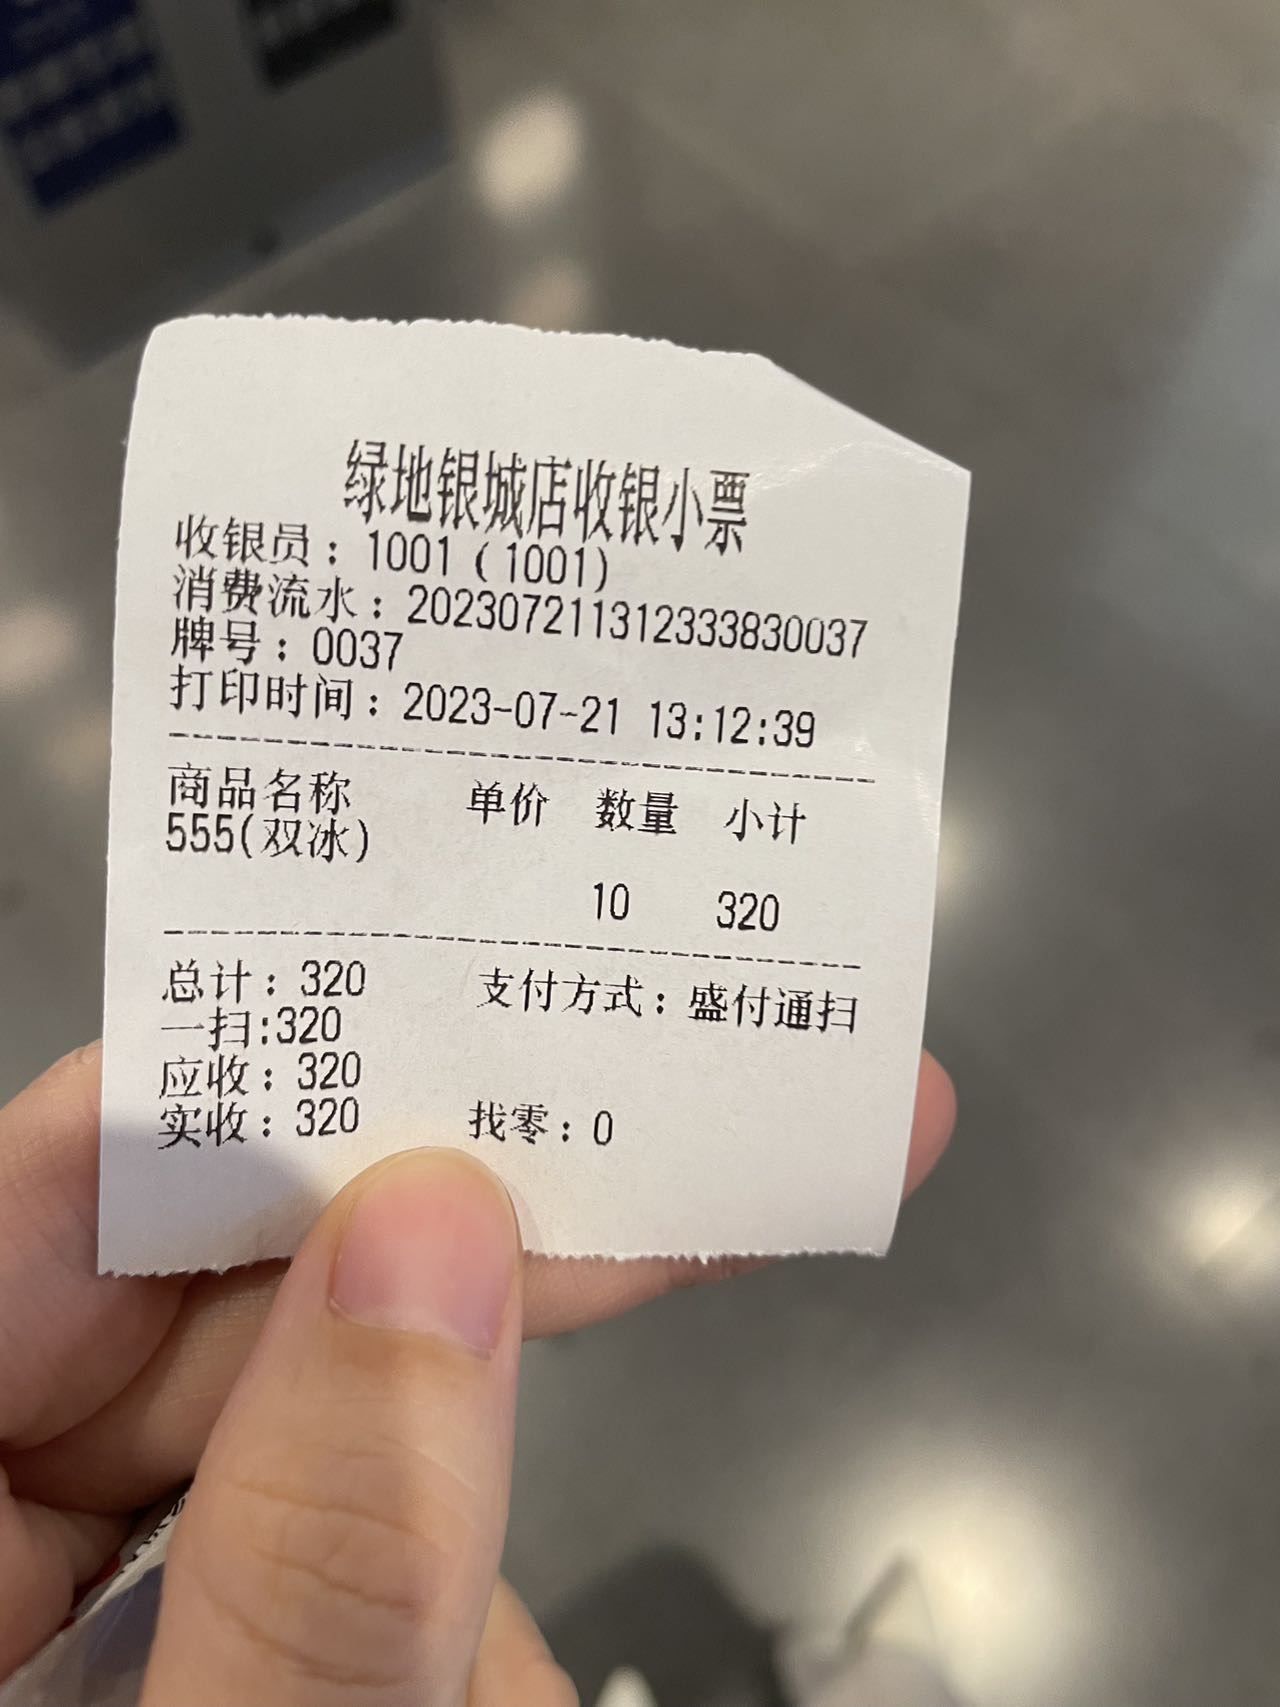 绿地银城店收银小票
收银员：1001（1001）
消费流水：202307211312333830037
牌号：0037
打印时间：2023-07-21 13:12:39
商品名称 单价 数量 小计
555(双冰)
10 320
总计：320 支付方式：盛付通扫
一扫:320
应收：320
实收：320 找零：0